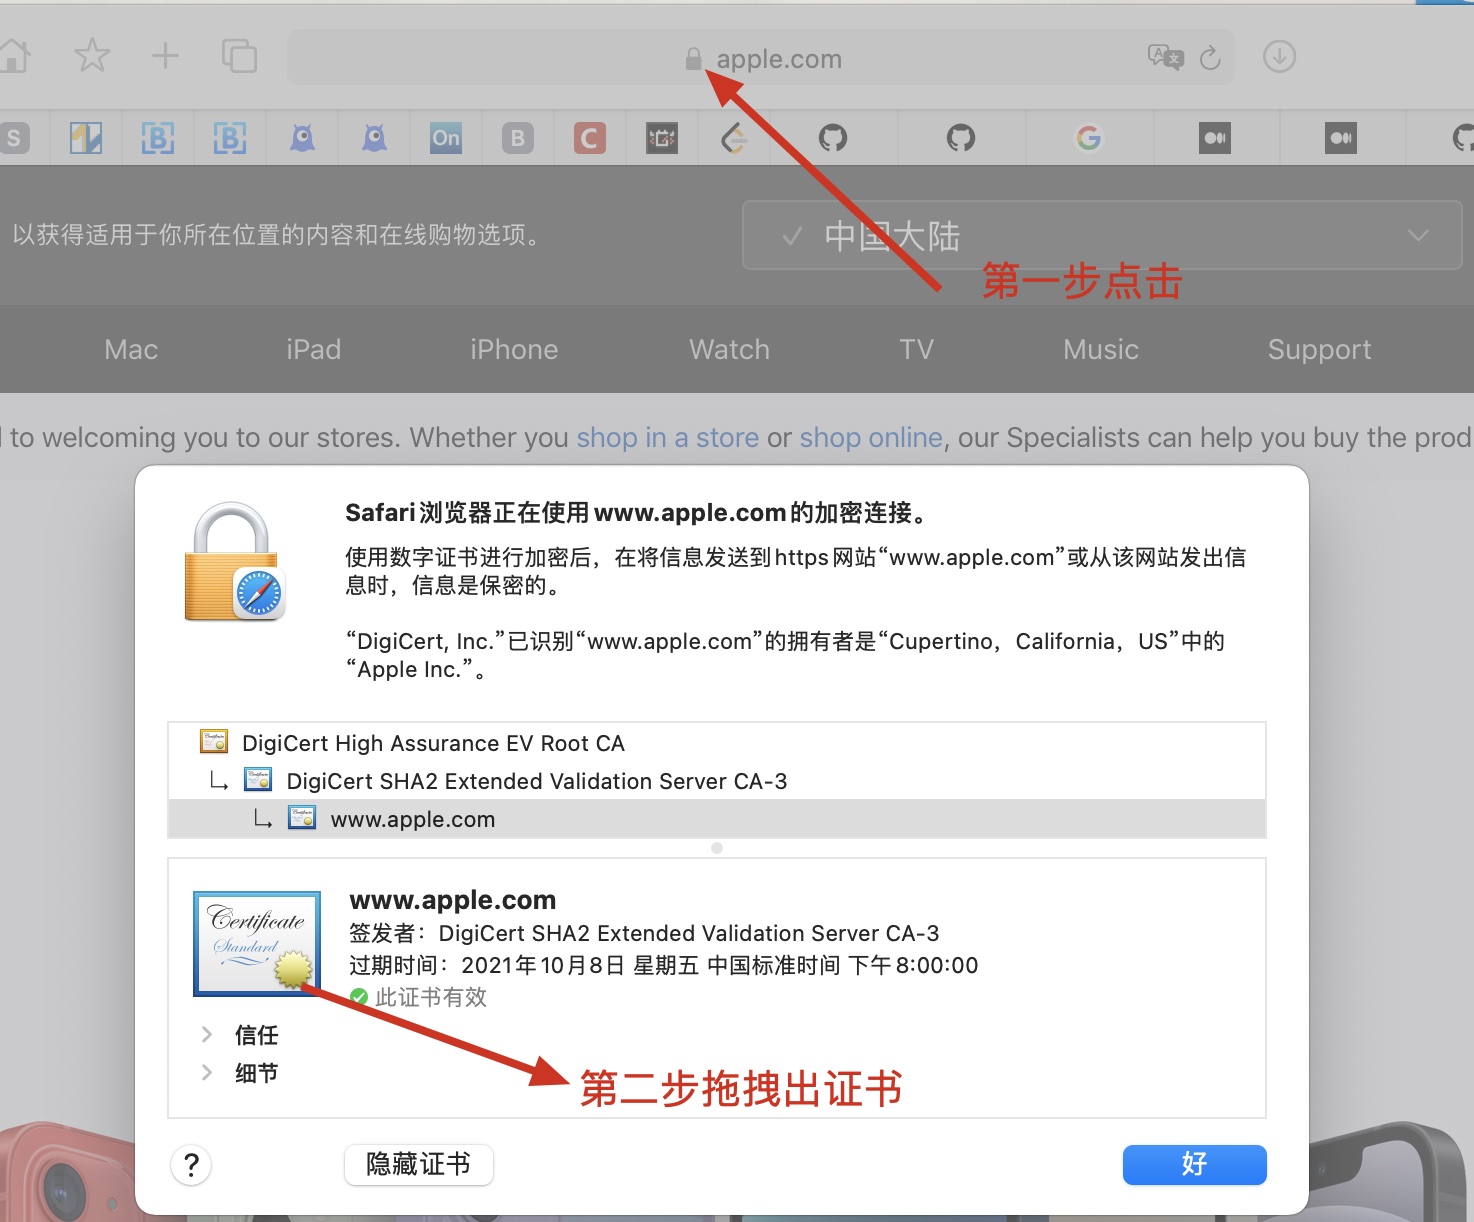 apple.com
S
B
B
On
B
C
G
以获得适用于你所在位置的内容和在线购物选项。
中国大陆
第一步点击
Mac iPad iPhone Watch TV Music Support
to welcoming you to our stores. Whether you shop in a store or shop online, our Specialists can help you buy the prod
Safari浏览器正在使用www.apple.com的加密连接。
使用数字证书进行加密后，在将信息发送到https网站“www.apple.com”或从该网站发出信
息时，信息是保密的。
“DigiCert, Inc.”已识别“www.apple.com”的拥有者是“Cupertino，California，US”中的
“Apple Inc.”。
DigiCert High Assurance EV Root CA
DigiCert SHA2 Extended Validation Server CA-3
www.apple.com
www.apple.com
Certificate
Standard
签发者：DigiCert SHA2 Extended Validation Server CA-3
过期时间：2021年10月8日 星期五 中国标准时间 下午8:00:00
此证书有效
信任
细节
第二步拖拽出证书
?
隐藏证书
好